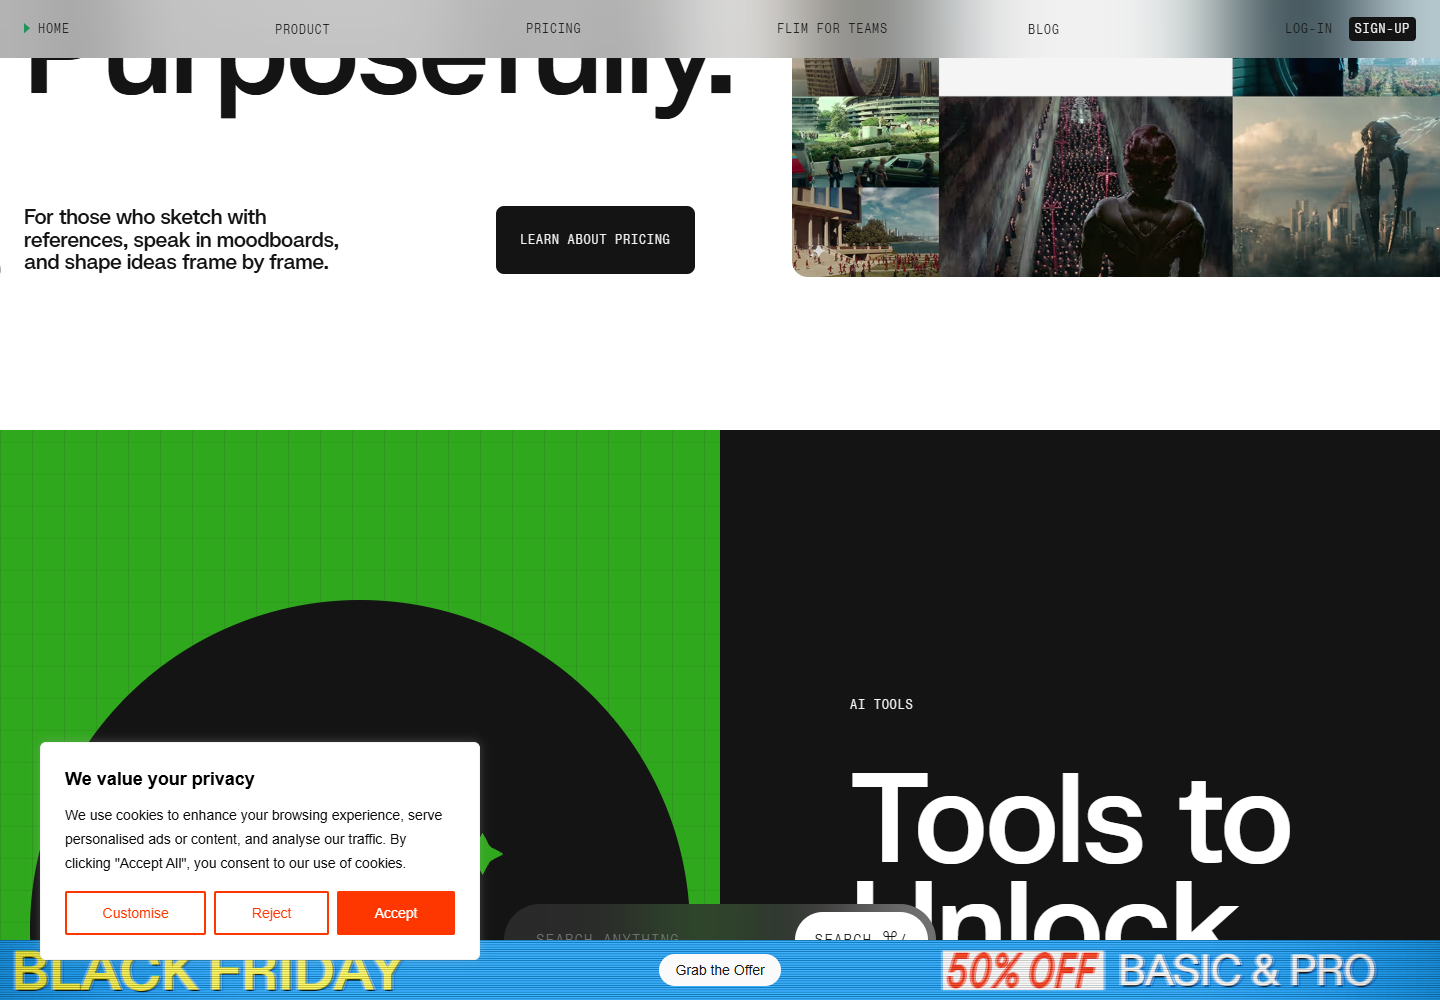 HOME
PRODUCT
PRICING
FLIM FOR TEAMS
BLOG
LOG-IN
SIGN-UP
Purposefully.
For those who sketch with
references, speak in moodboards,
and shape ideas frame by frame.
LEARN ABOUT PRICING
AI TOOLS
Tools to
Unlock
We value your privacy
We use cookies to enhance your browsing experience, serve
personalised ads or content, and analyse our traffic. By
clicking "Accept All", you consent to our use of cookies.
Customise
Reject
Accept
SEARCH ANYTHING
SEARCH ⌘/
BLACK FRIDAY
Grab the Offer
50% OFF BASIC & PRO